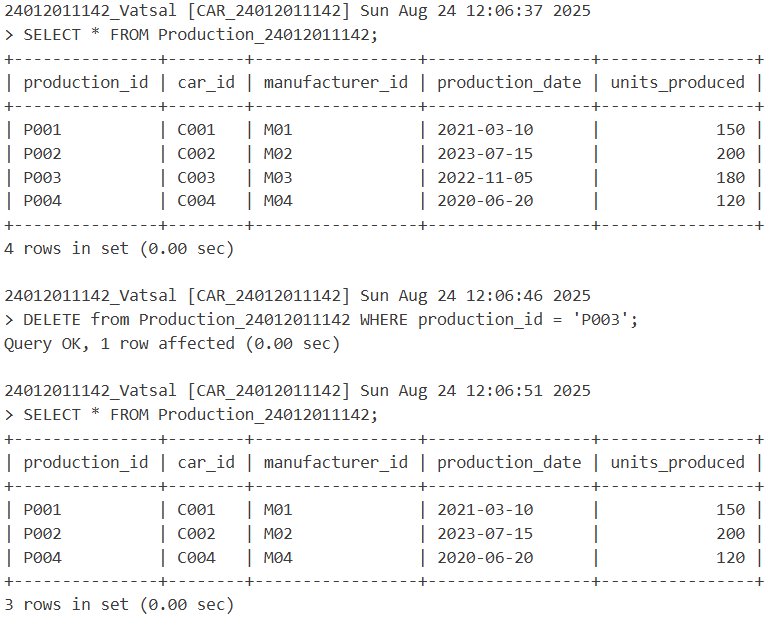 24012011142_Vatsal [CAR_24012011142] Sun Aug 24 12:06:37 2025
> SELECT * FROM Production_24012011142;
+---------------+--------+-----------------+-----------------+----------------+
| production_id | car_id | manufacturer_id | production_date | units_produced |
+---------------+--------+-----------------+-----------------+----------------+
| P001          | C001   | M01             | 2021-03-10      |            150 |
| P002          | C002   | M02             | 2023-07-15      |            200 |
| P003          | C003   | M03             | 2022-11-05      |            180 |
| P004          | C004   | M04             | 2020-06-20      |            120 |
+---------------+--------+-----------------+-----------------+----------------+
4 rows in set (0.00 sec)

24012011142_Vatsal [CAR_24012011142] Sun Aug 24 12:06:46 2025
> DELETE from Production_24012011142 WHERE production_id = 'P003';
Query OK, 1 row affected (0.00 sec)

24012011142_Vatsal [CAR_24012011142] Sun Aug 24 12:06:51 2025
> SELECT * FROM Production_24012011142;
+---------------+--------+-----------------+-----------------+----------------+
| production_id | car_id | manufacturer_id | production_date | units_produced |
+---------------+--------+-----------------+-----------------+----------------+
| P001          | C001   | M01             | 2021-03-10      |            150 |
| P002          | C002   | M02             | 2023-07-15      |            200 |
| P004          | C004   | M04             | 2020-06-20      |            120 |
+---------------+--------+-----------------+-----------------+----------------+
3 rows in set (0.00 sec)